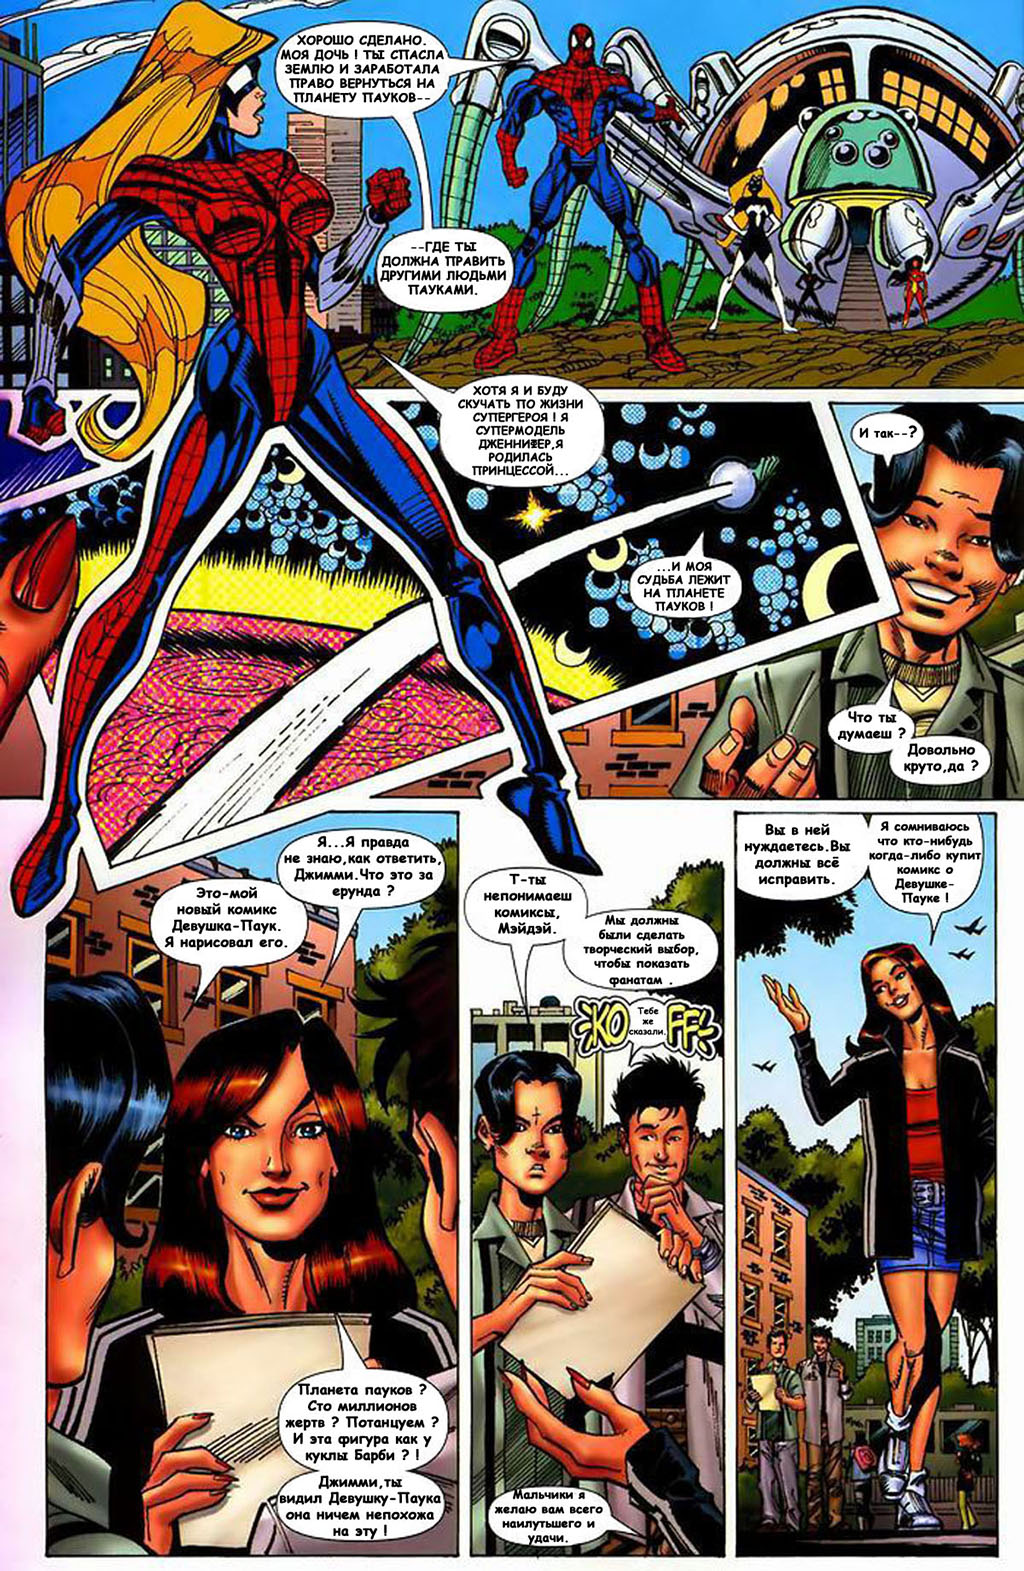 ХОРОШО СДЕЛАНО.
МОЯ ДОЧЬ ! ТЫ СПАСЛА
ЗЕМЛЮ И ЗАРАБОТАЛА
ПРАВО ВЕРНУТЬСЯ НА
ПЛАНЕТУ ПАУКОВ--
--ГДЕ ТЫ
ДОЛЖНА ПРАВИТЬ
ДРУГИМИ ЛЮДЬМИ
ПАУКАМИ.
ХОТЯ Я И БУДУ
СКУЧАТЬ ПО ЖИЗНИ
СУПЕРГЕРОЯ ! Я
СУПЕРМОДЕЛЬ
ДЖЕННИФЕР,Я
РОДИЛАСЬ
ПРИНЦЕССОЙ...
...И МОЯ
СУДЬБА ЛЕЖИТ
НА ПЛАНЕТЕ
ПАУКОВ !
И так--?
Что ты
думаеш ?
Довольно
круто,да ?
Это-мой
новый комикс
Девушка-Паук.
Я нарисовал его.
Я...Я правда
не знаю,как ответить,
Джимми.Что это за
ерунда ?
Планета пауков ?
Сто миллионов
жертв ? Потанцуем ?
И эта фигура как у
куклы Барби ? !
Джимми,ты
видил Девушку-Паука
она ничем непохожа
на эту !
Т-ты
непонимаеш
комиксы,
Мэйдэй.
Мы должны
были сделать
творческий выбор,
чтобы показать
фанатам .
КО FF
Тебе
же
сказали.
Мальчики я
желаю вам всего
наилутьшего и
удачи.
Вы в ней
нуждаетесь.Вы
должны всё
исправить.
Я сомниваюсь
что кто-нибудь
когда-либо купит
комикс о
Девушке-
Пауке !